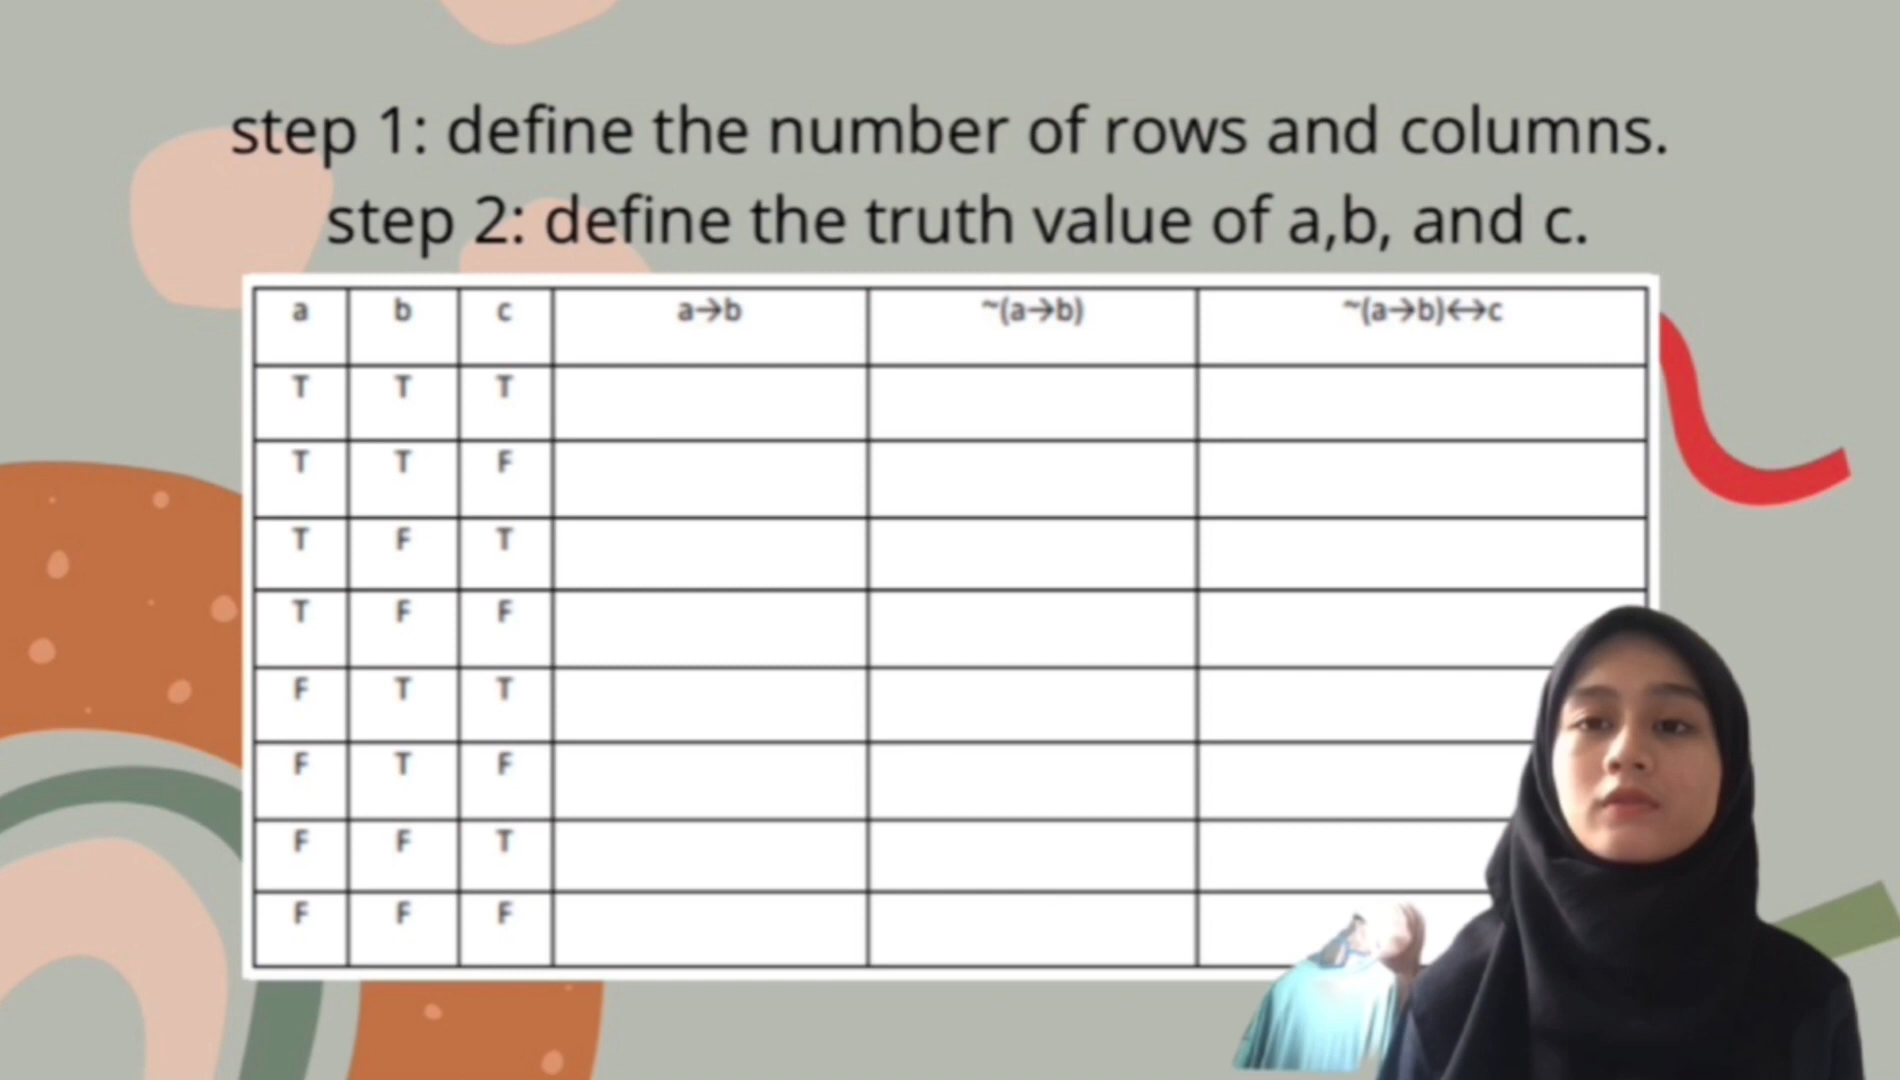 step 1: define the number of rows and columns.
step 2: define the truth value of a,b, and c.
a b c a→b ~(a→b) ~(a→b)↔c
T T T
T T F
T F T
T F F
F T T
F T F
F F T
F F F